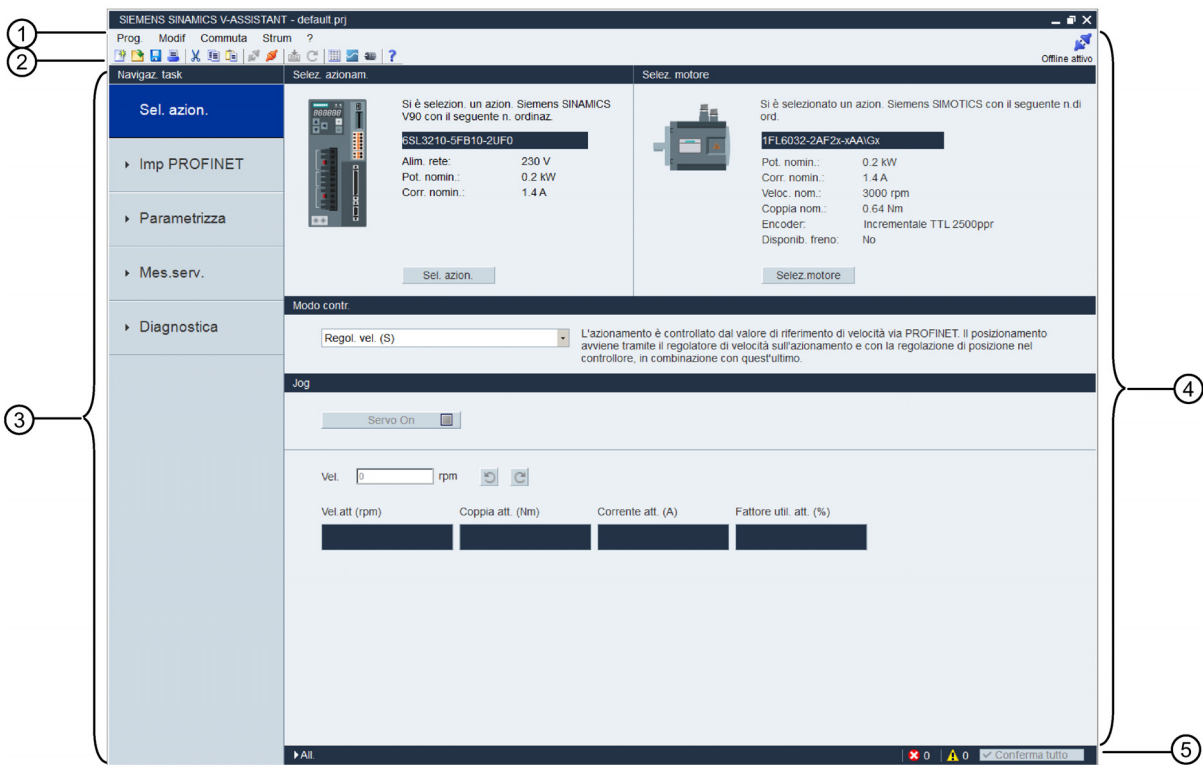 SIEMENS SINAMICS V-ASSISTANT - default.prj
1
Prog. Modif Commuta Strum ?
2
Offline attivo
Navigaz. task
Sel. azion.
Imp PROFINET
Parametrizza
Mes.serv.
Diagnostica
3
Selez. azionam.
Si è selezion. un azion. Siemens SINAMICS
V90 con il seguente n. ordinaz.
6SL3210-5FB10-2UF0
Alim. rete: 230 V
Pot. nomin.: 0.2 kW
Corr. nomin.: 1.4 A
Sel. azion.
Selez. motore
Si è selezionato un azion. Siemens SIMOTICS con il seguente n.di
ord.
1FL6032-2AF2x-xAA\Gx
Pot. nomin.: 0.2 kW
Corr. nomin.: 1.4 A
Veloc. nom.: 3000 rpm
Coppia nom.: 0.64 Nm
Encoder: Incrementale TTL 2500ppr
Disponib. freno: No
Selez.motore
Modo contr.
Regol. vel. (S)
L'azionamento è controllato dal valore di riferimento di velocità via PROFINET. Il posizionamento
avviene tramite il regolatore di velocità sull'azionamento e con la regolazione di posizione nel
controllore, in combinazione con quest'ultimo.
Jog
Servo On
Vel. 0 rpm
Vel.att (rpm) Coppia att. (Nm) Corrente att. (A) Fattore util. att. (%)
4
All. 0 0 Conferma tutto
5